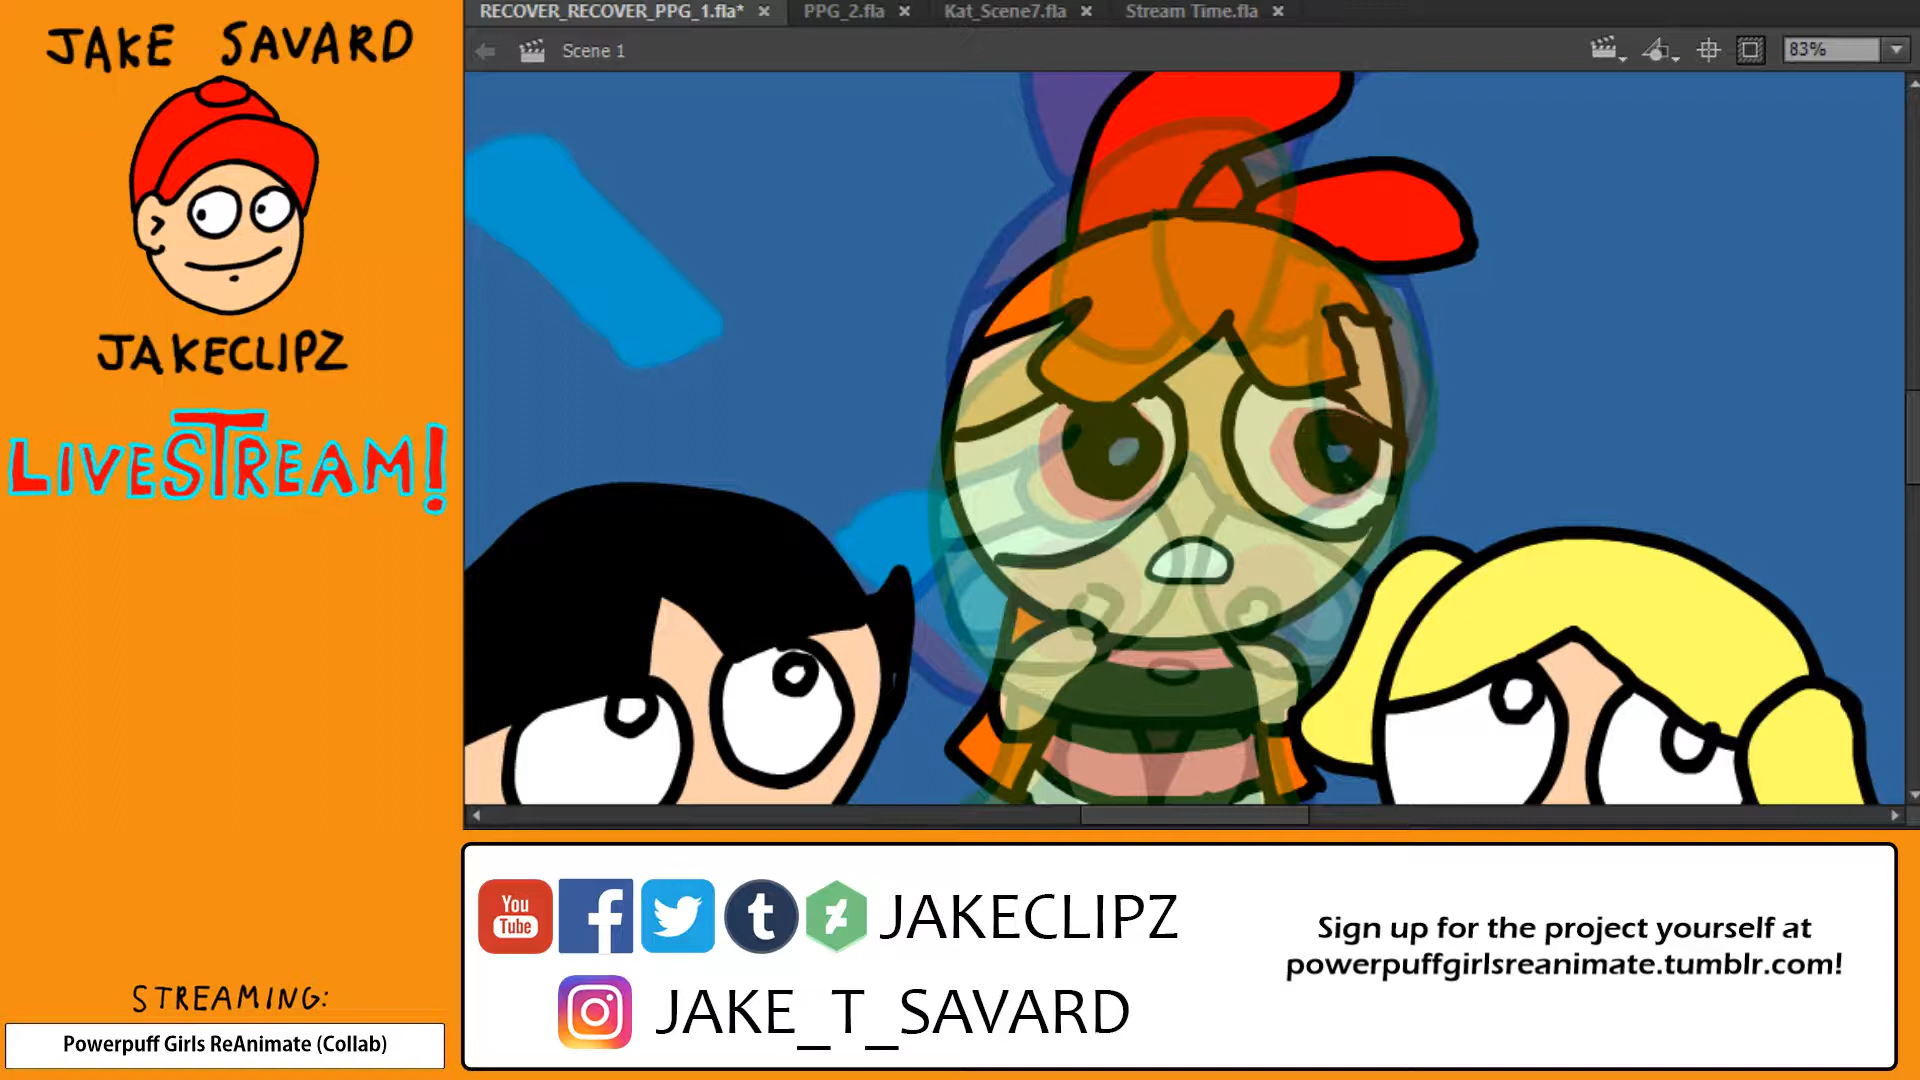 JAKE SAVARD
JAKECLIPZ
LIVESTREAM!
STREAMING:
Powerpuff Girls ReAnimate (Collab)
RECOVER_RECOVER_PPG_1.fla* PPG_2.fla Kat_Scene7.fla Stream Time.fla
Scene 1
83%
You
Tube
f
t
JAKECLIPZ
JAKE_T_SAVARD
Sign up for the project yourself at
powerpuffgirlsreanimate.tumblr.com!